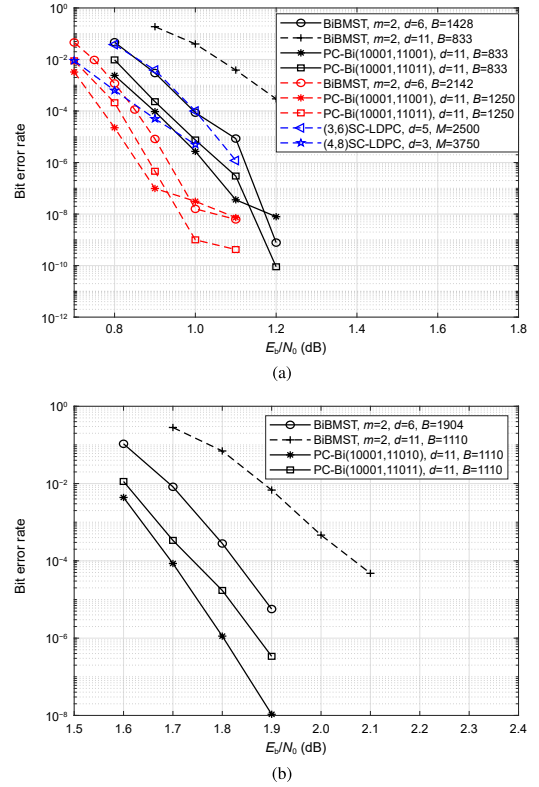 (a)
Bit error rate
10^0
10^-2
10^-4
10^-6
10^-8
10^-10
10^-12
0.8
1.0
1.2
1.4
1.6
1.8
E_b/N_0 (dB)
BiBMST, m=2, d=6, B=1428
BiBMST, m=2, d=11, B=833
PC-Bi(10001,11001), d=11, B=833
PC-Bi(10001,11011), d=11, B=833
BiBMST, m=2, d=6, B=2142
PC-Bi(10001,11001), d=11, B=1250
PC-Bi(10001,11011), d=11, B=1250
(3,6)SC-LDPC, d=5, M=2500
(4,8)SC-LDPC, d=3, M=3750
(b)
Bit error rate
10^0
10^-2
10^-4
10^-6
10^-8
1.5
1.6
1.7
1.8
1.9
2.0
2.1
2.2
2.3
2.4
E_b/N_0 (dB)
BiBMST, m=2, d=6, B=1904
BiBMST, m=2, d=11, B=1110
PC-Bi(10001,11010), d=11, B=1110
PC-Bi(10001,11011), d=11, B=1110